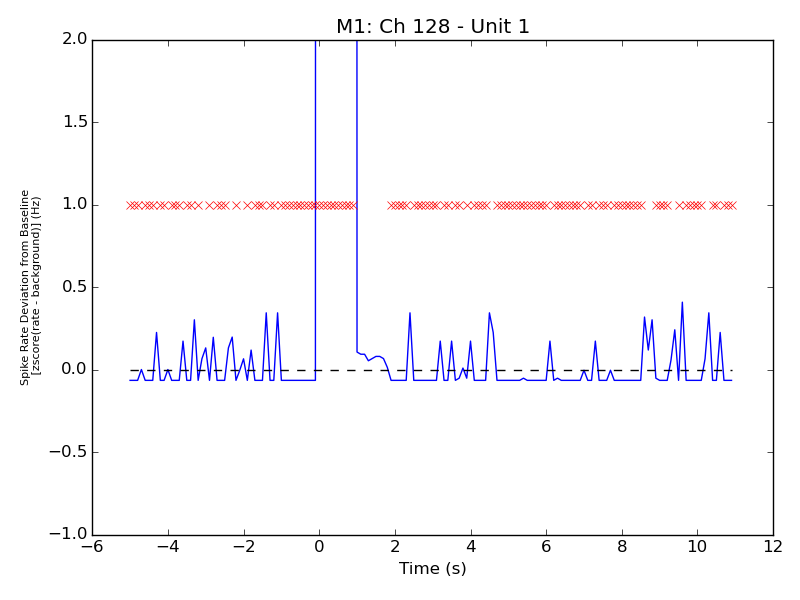 M1: Ch 128 - Unit 1
2.0
1.5
1.0
0.5
0.0
−0.5
−1.0
Spike Rate Deviation from Baseline
[zscore(rate - background)] (Hz)
−6 −4 −2 0 2 4 6 8 10 12
Time (s)